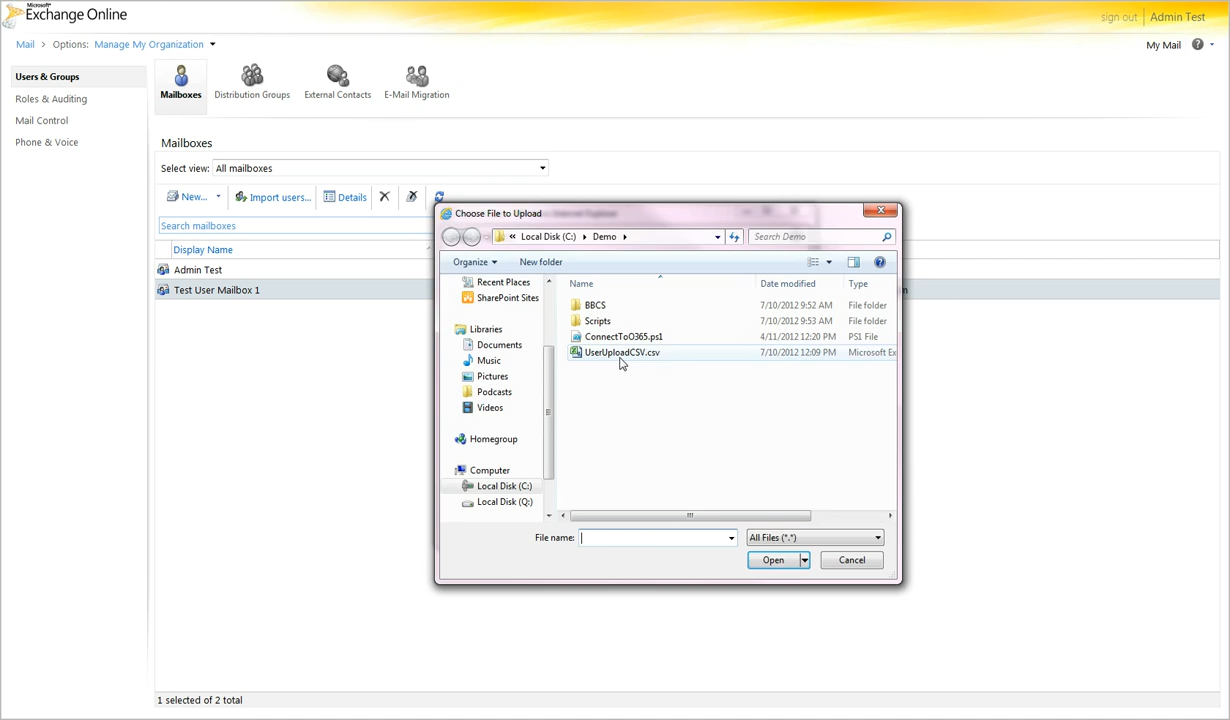 Microsoft®
Exchange Online
sign out | Admin Test
Mail > Options: Manage My Organization
My Mail
Users & Groups
Roles & Auditing
Mail Control
Phone & Voice
Mailboxes
Distribution Groups
External Contacts
E-Mail Migration
Mailboxes
Select view: All mailboxes
New...
Import users...
Details
Search mailboxes
Display Name
Admin Test
Test User Mailbox 1
1 selected of 2 total
Choose File to Upload
Internet Explorer
« Local Disk (C:) Demo
Search Demo
Organize
New folder
Recent Places
SharePoint Sites
Libraries
Documents
Music
Pictures
Podcasts
Videos
Homegroup
Computer
Local Disk (C:)
Local Disk (Q:)
Name Date modified Type
BBCS 7/10/2012 9:52 AM File folder
Scripts 7/10/2012 9:53 AM File folder
ConnectToO365.ps1 4/11/2012 12:20 PM PS1 File
UserUploadCSV.csv 7/10/2012 12:09 PM Microsoft Ex
File name:
All Files (*.*)
Open
Cancel